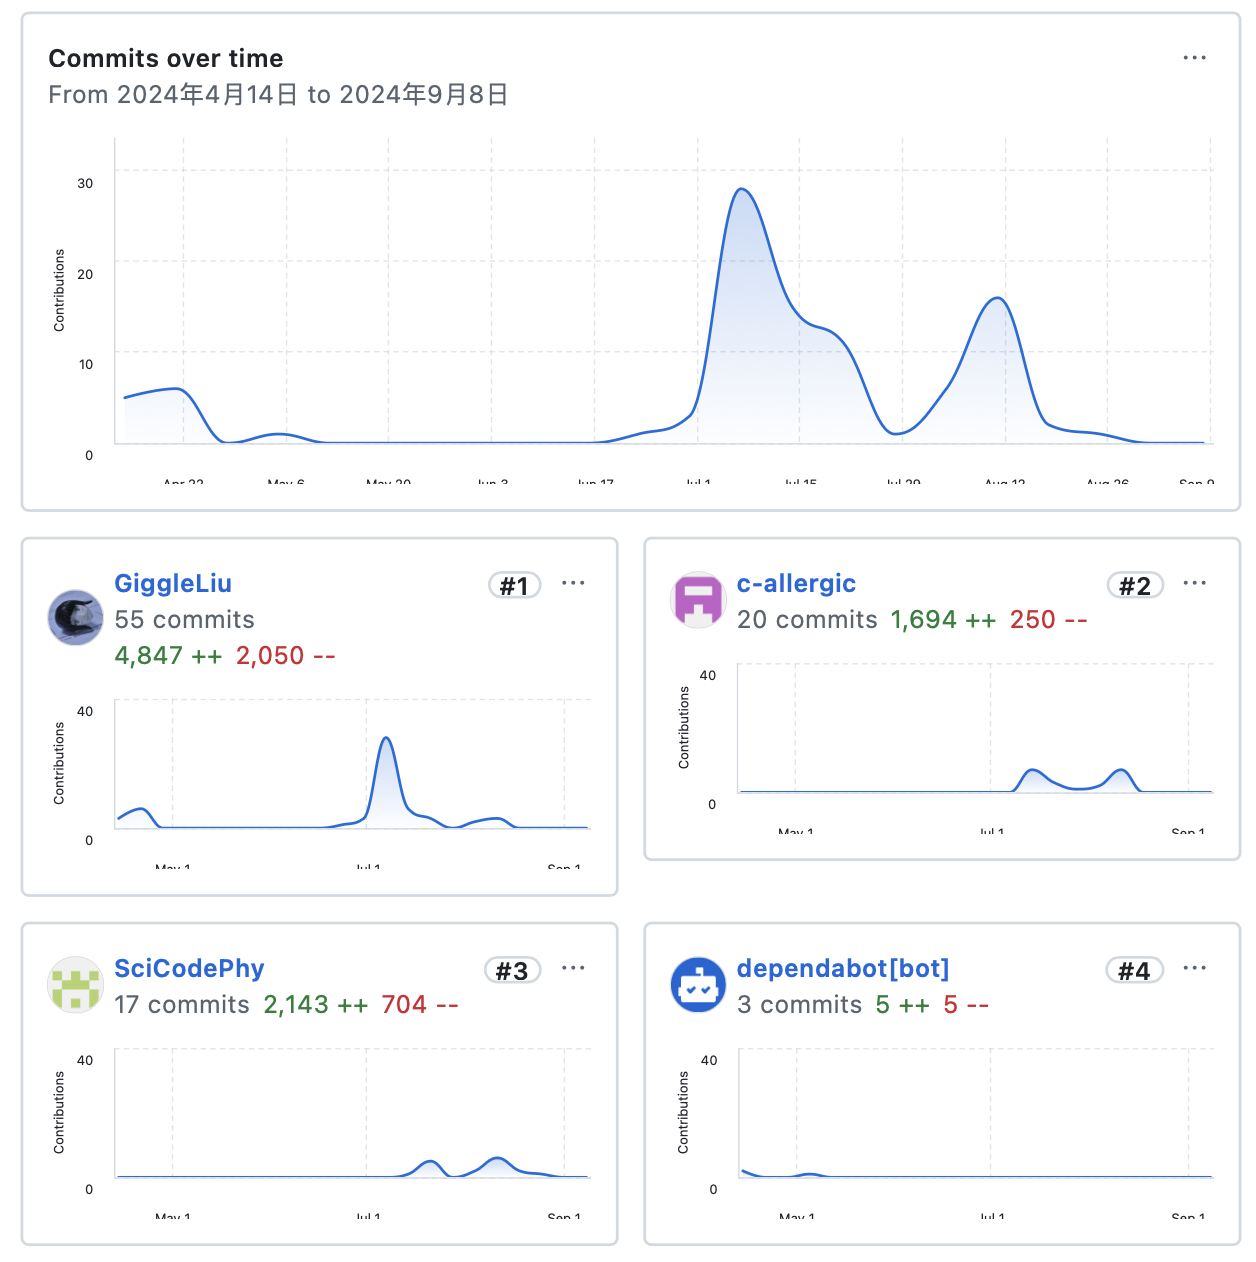 Commits over time
From 2024年4月14日 to 2024年9月8日
30
20
10
0
Contributions
Apr 22 May 6 May 20 Jun 3 Jun 17 Jul 1 Jul 15 Jul 29 Aug 12 Aug 26 Sep 9
GiggleLiu #1
55 commits
4,847 ++ 2,050 --
40
Contributions
0
May 1 Jul 1 Sep 1
c-allergic #2
20 commits 1,694 ++ 250 --
40
Contributions
0
May 1 Jul 1 Sep 1
SciCodePhy #3
17 commits 2,143 ++ 704 --
40
Contributions
0
May 1 Jul 1 Sep 1
dependabot[bot] #4
3 commits 5 ++ 5 --
40
Contributions
0
May 1 Jul 1 Sep 1